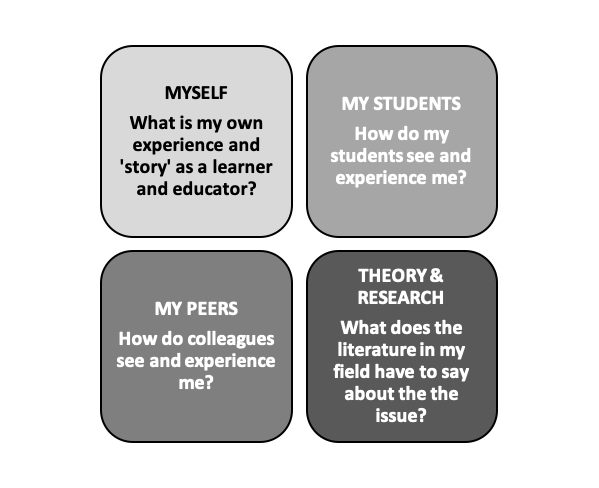 MYSELF
What is my own
experience and
'story' as a learner
and educator?
MY STUDENTS
How do my
students see and
experience me?
MY PEERS
How do colleagues
see and experience
me?
THEORY &
RESEARCH
What does the
literature in my
field have to say
about the the
issue?